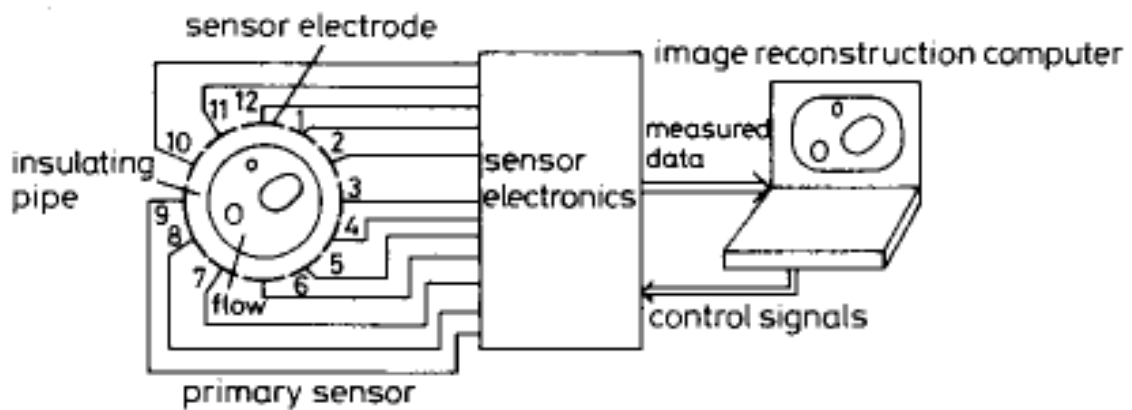 sensor electrode
image reconstruction computer
12
11
1
10
2
measured
data
insulating
pipe
sensor
electronics
3
9
4
8
5
7
6
flow
control signals
primary sensor